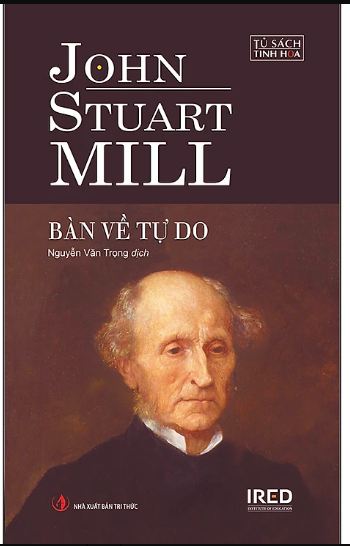 TỦ SÁCH
TINH HOA
JOHN
STUART
MILL
BÀN VỀ TỰ DO
Nguyễn Văn Trọng dịch
NHÀ XUẤT BẢN TRI THỨC
IRED
INSTITUTE OF EDUCATION